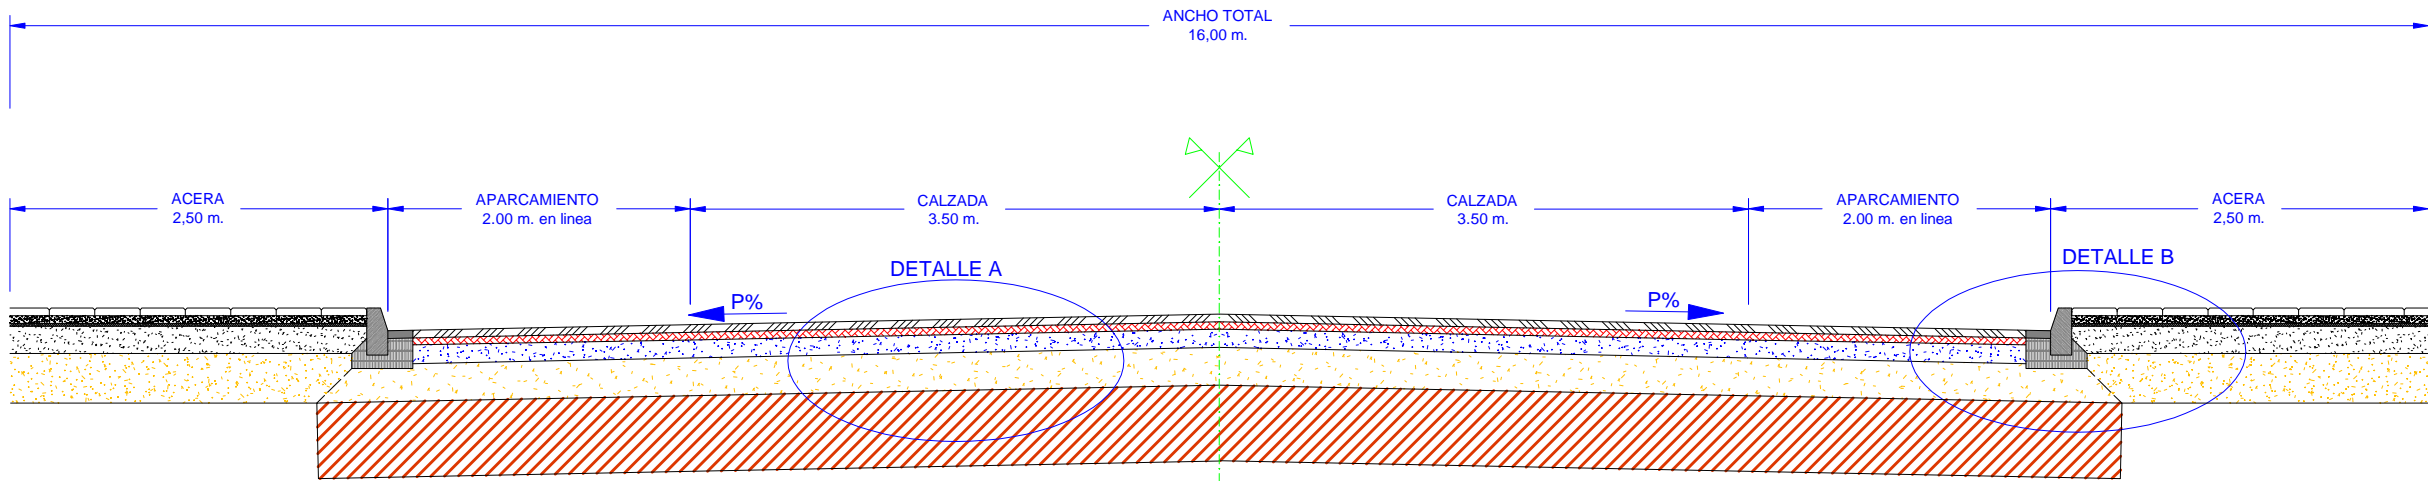 ANCHO TOTAL
16,00 m.
ACERA
2,50 m.
APARCAMIENTO
2.00 m. en linea
CALZADA
3.50 m.
CALZADA
3.50 m.
APARCAMIENTO
2.00 m. en linea
ACERA
2,50 m.
DETALLE A
DETALLE B
P%
P%